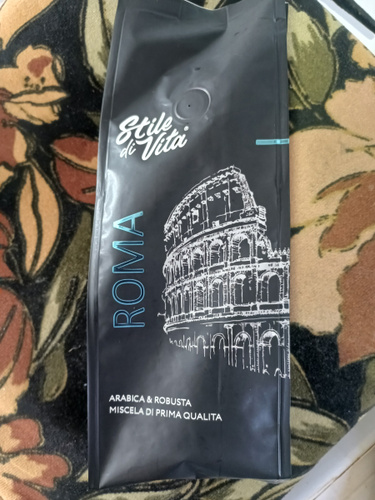 Stile
di Vita
ROMA
ARABICA & ROBUSTA
MISCELA DI PRIMA QUALITA